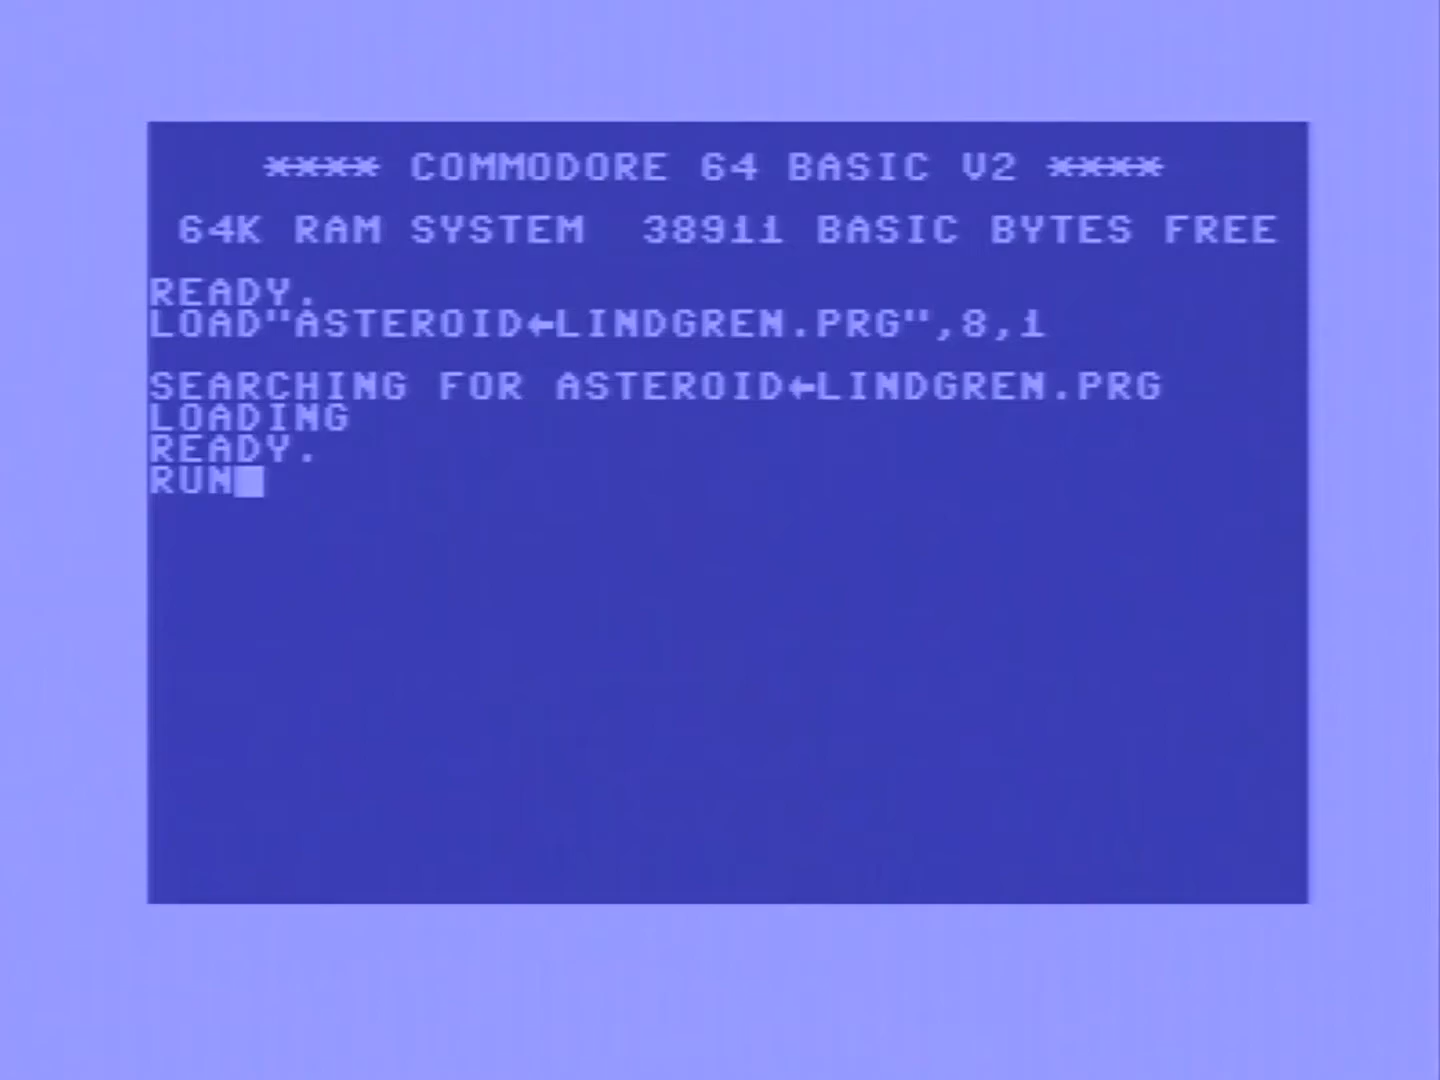 **** COMMODORE 64 BASIC V2 ****
64K RAM SYSTEM  38911 BASIC BYTES FREE
READY.
LOAD"ASTEROID←LINDGREN.PRG",8,1
SEARCHING FOR ASTEROID←LINDGREN.PRG
LOADING
READY.
RUN